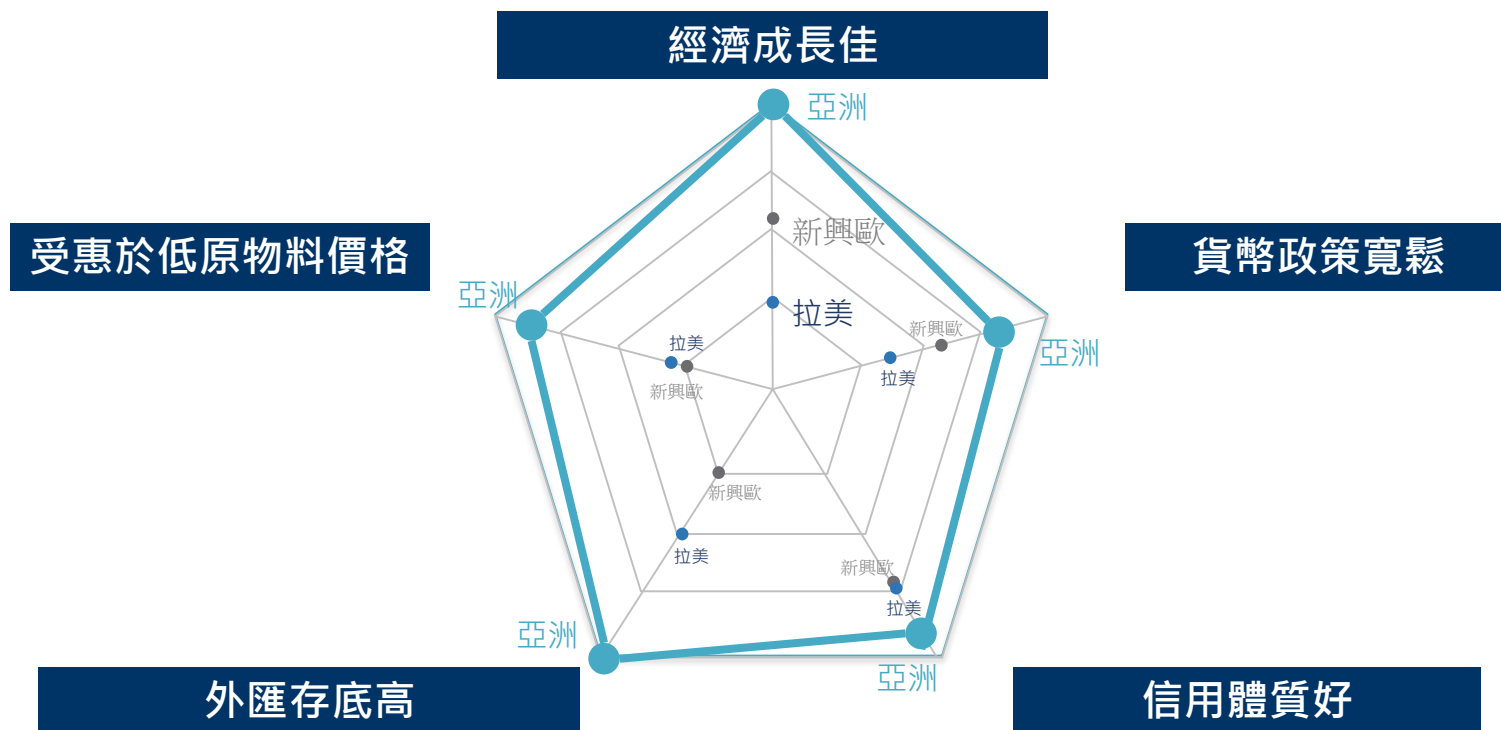 經濟成長佳
亞洲
新興歐
拉美
受惠於低原物料價格
貨幣政策寬鬆
亞洲
拉美
新興歐
新興歐
拉美
亞洲
新興歐
拉美
新興歐
拉美
亞洲
亞洲
外匯存底高
信用體質好